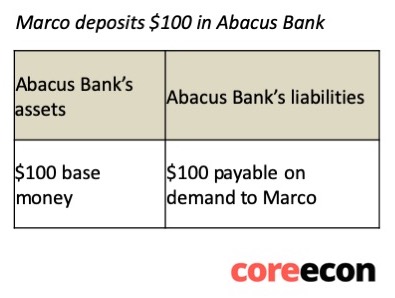 Marco deposits $100 in Abacus Bank
Abacus Bank's
assets
Abacus Bank's liabilities
$100 base
money
$100 payable on
demand to Marco
coreecon